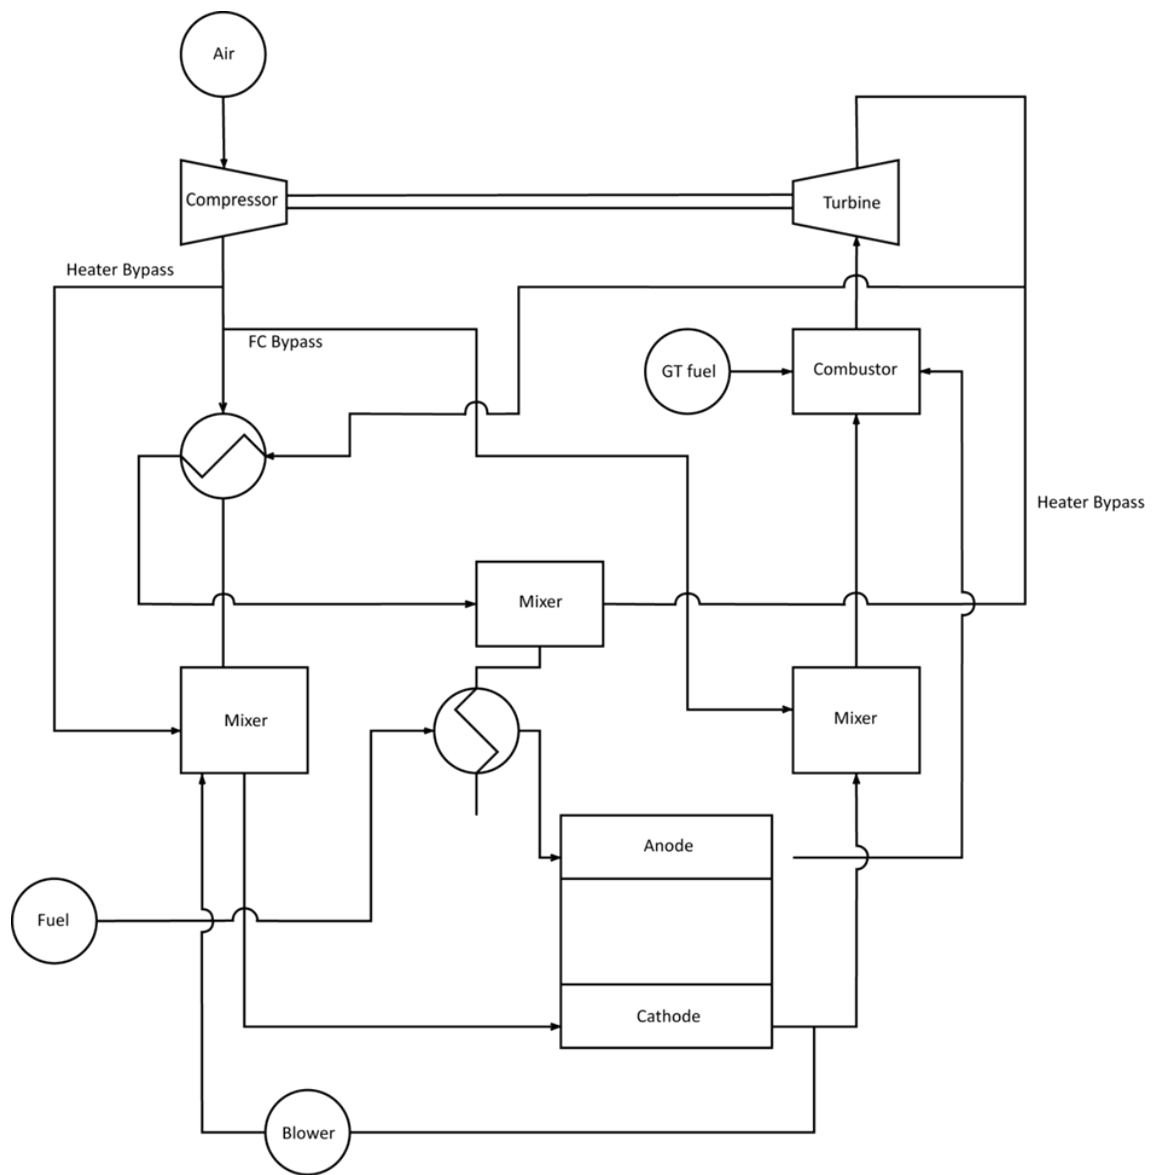 Air
Compressor
Turbine
Heater Bypass
FC Bypass
GT fuel
Combustor
Heater Bypass
Mixer
Mixer
Mixer
Anode
Fuel
Cathode
Blower